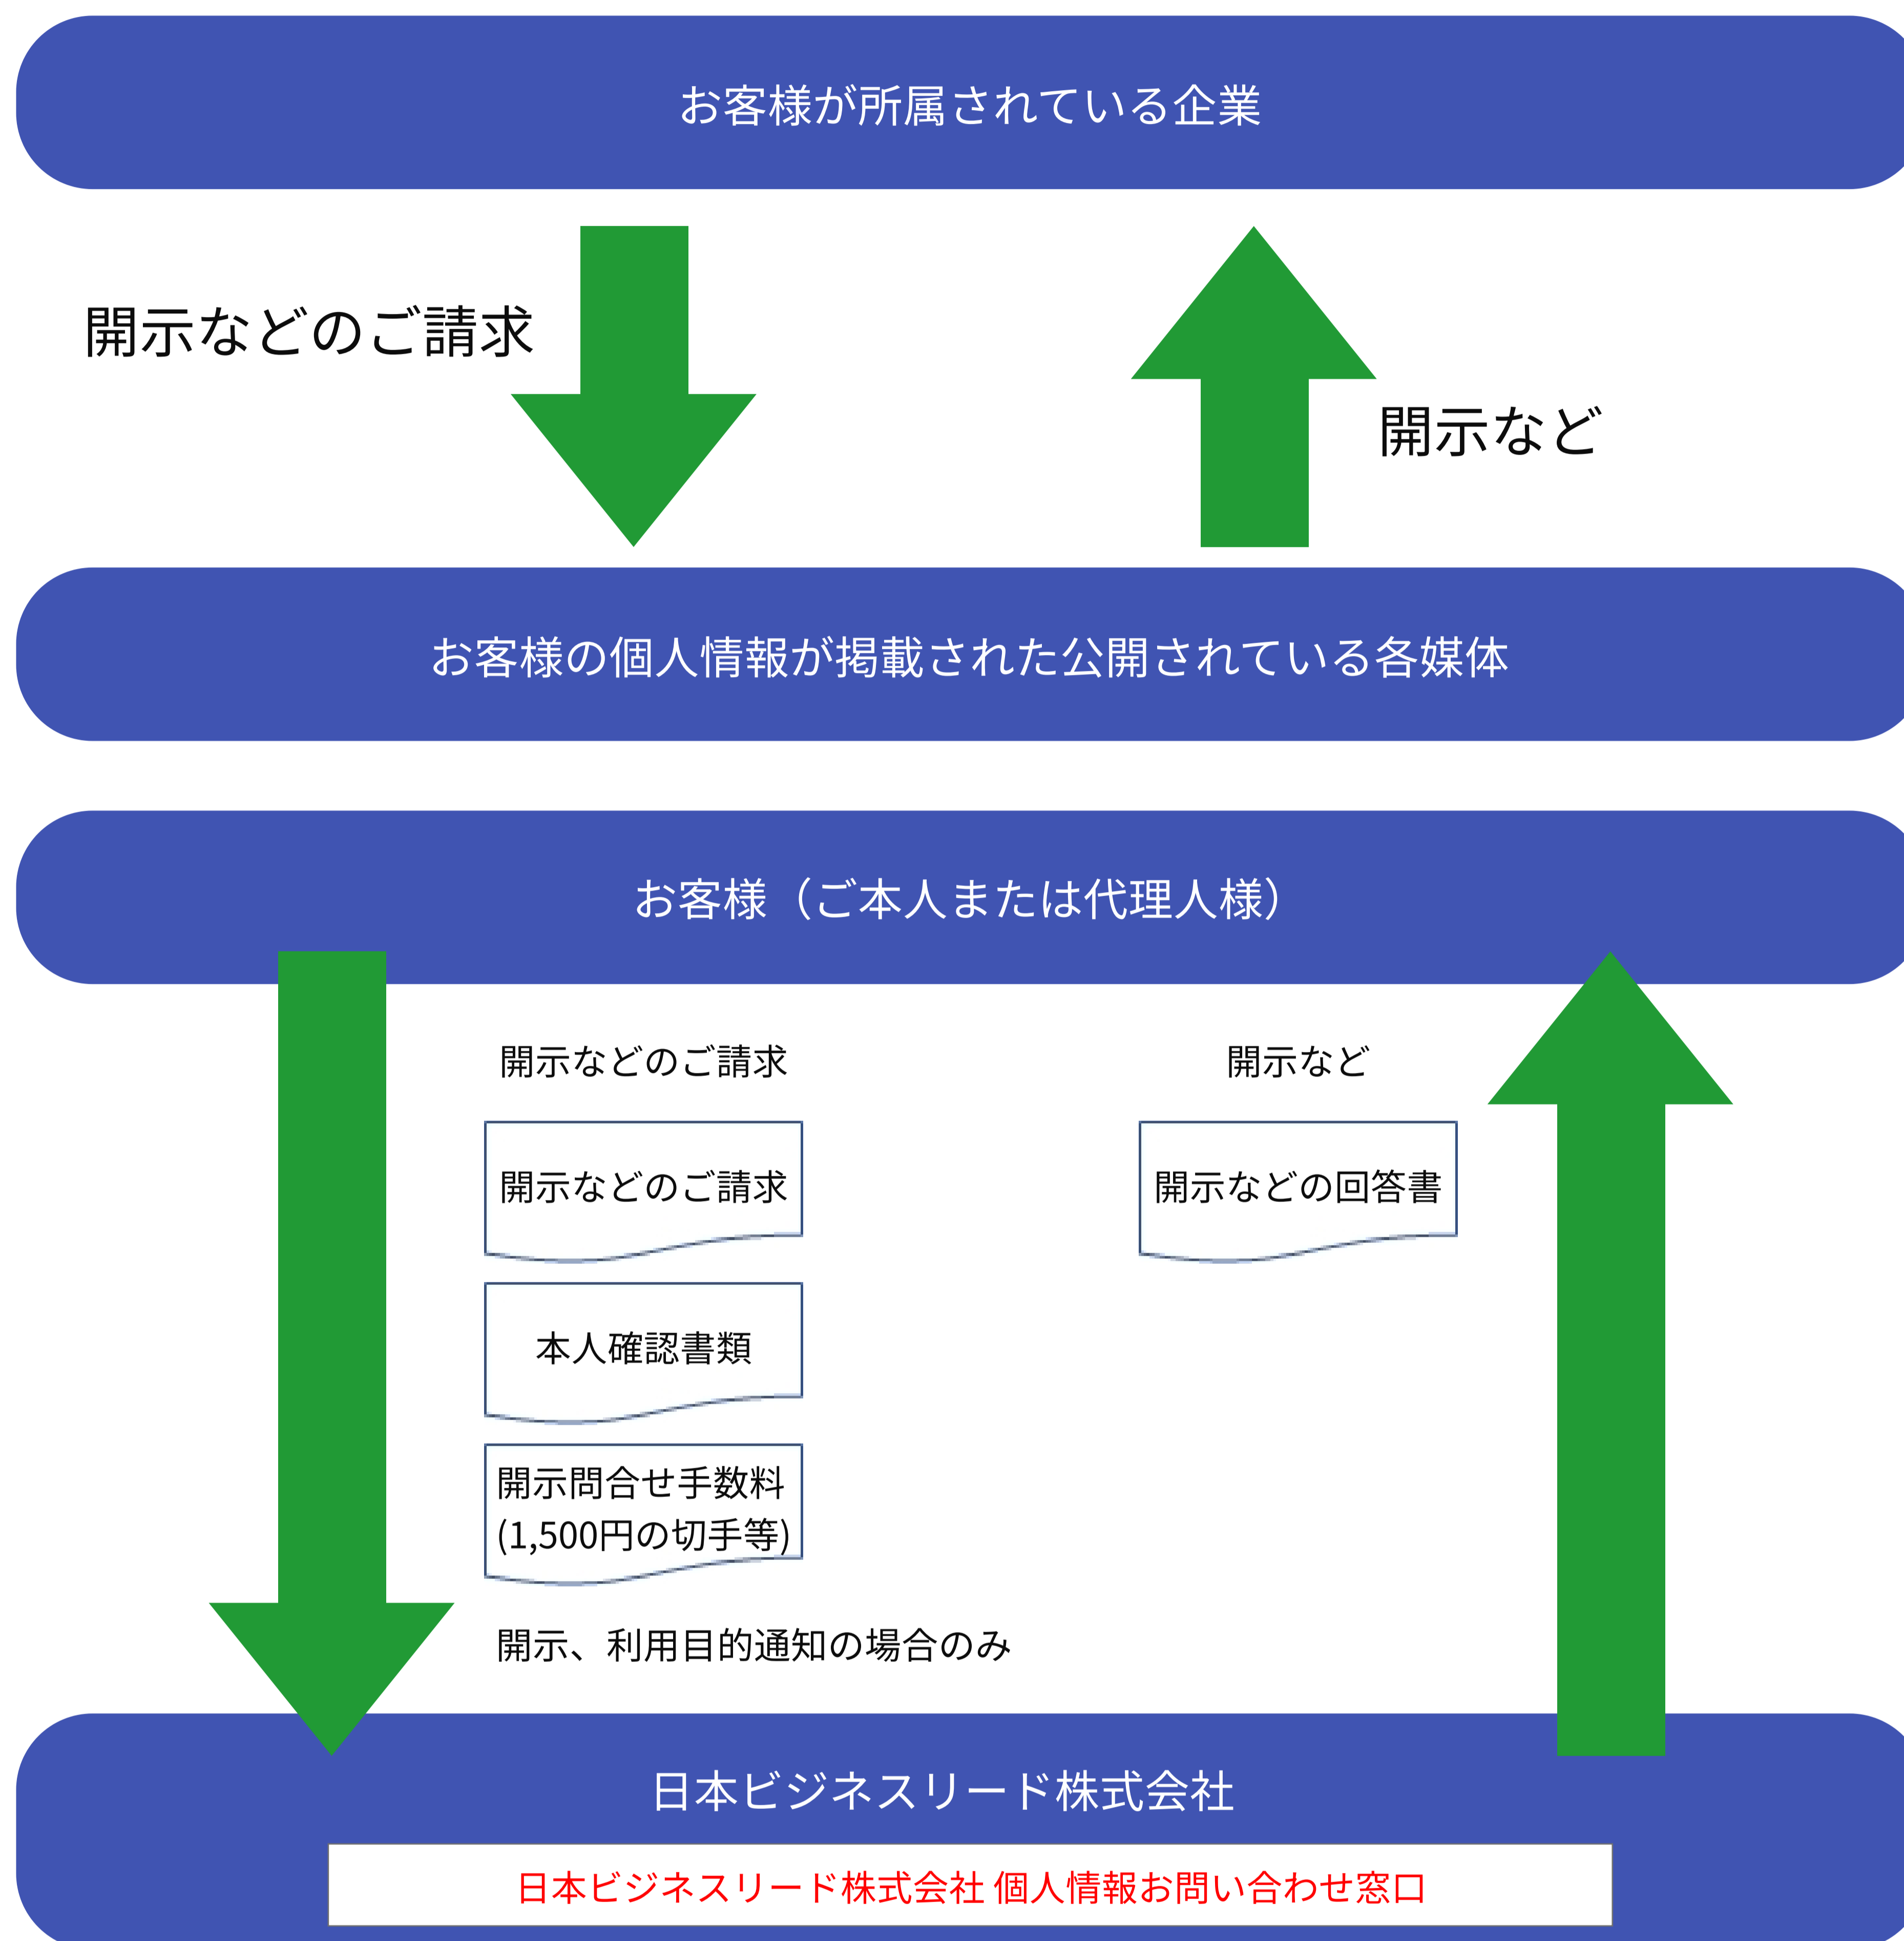 お客様が所属されている企業
開示などのご請求
開示など
お客様の個人情報が掲載された公開されている各媒体
お客様（ご本人または代理人様）
開示などのご請求
開示など
開示などのご請求
開示などの回答書
本人確認書類
開示問合せ手数料
(1,500円の切手等)
開示、利用目的通知の場合のみ
日本ビジネスリード株式会社
日本ビジネスリード株式会社 個人情報お問い合わせ窓口